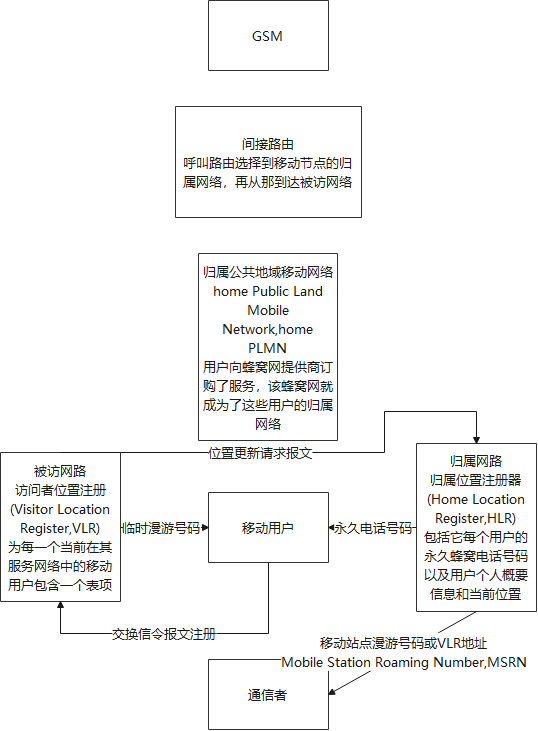 GSM
间接路由
呼叫路由选择到移动节点的归
属网络，再从那到达被访网络
归属公共地域移动网络
home Public Land
Mobile
Network,home
PLMN
用户向蜂窝网提供商订
购了服务，该蜂窝网就
成为了这些用户的归属
网络
位置更新请求报文
被访网路
访问者位置注册
(Visitor Location
Register,VLR)
为每一个当前在其
服务网络中的移动
用户包含一个表项
临时漫游号码
移动用户
永久电话号码
归属网路
归属位置注册器
(Home Location
Register,HLR)
包括它每个用户的
永久蜂窝电话号码
以及用户个人概要
信息和当前位置
交换信令报文注册
移动站点漫游号码或VLR地址
Mobile Station Roaming Number,MSRN
通信者